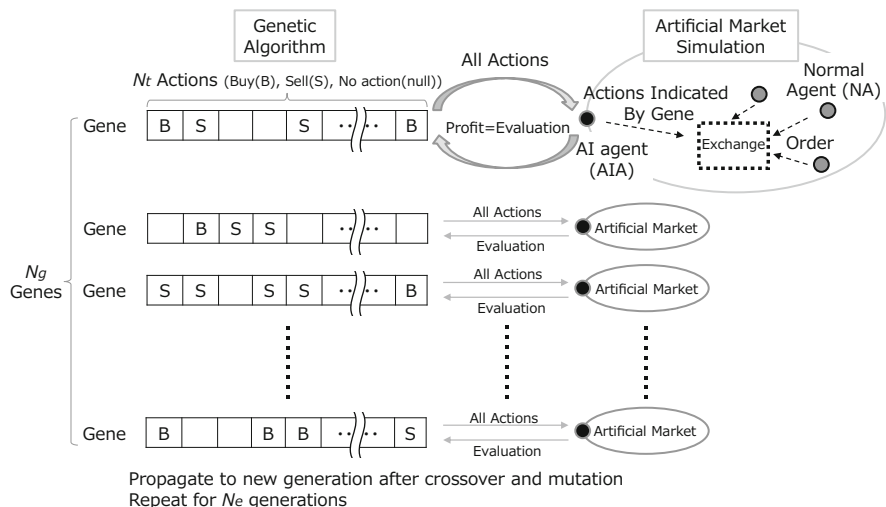 Genetic
Algorithm
Artificial Market
Simulation
All Actions
Nt Actions (Buy(B), Sell(S), No action(null))
Normal
Agent (NA)
Actions Indicated
By Gene
Gene
B S S ‥ ‥ B
Profit=Evaluation
Exchange
Order
AI agent
(AIA)
Gene
B S S ‥ ‥
All Actions
Evaluation
Artificial Market
Ng
Genes
Gene
S S S S ‥ ‥ B
All Actions
Evaluation
Artificial Market
Gene
B B B ‥ ‥ S
All Actions
Evaluation
Artificial Market
Propagate to new generation after crossover and mutation
Repeat for Ne generations